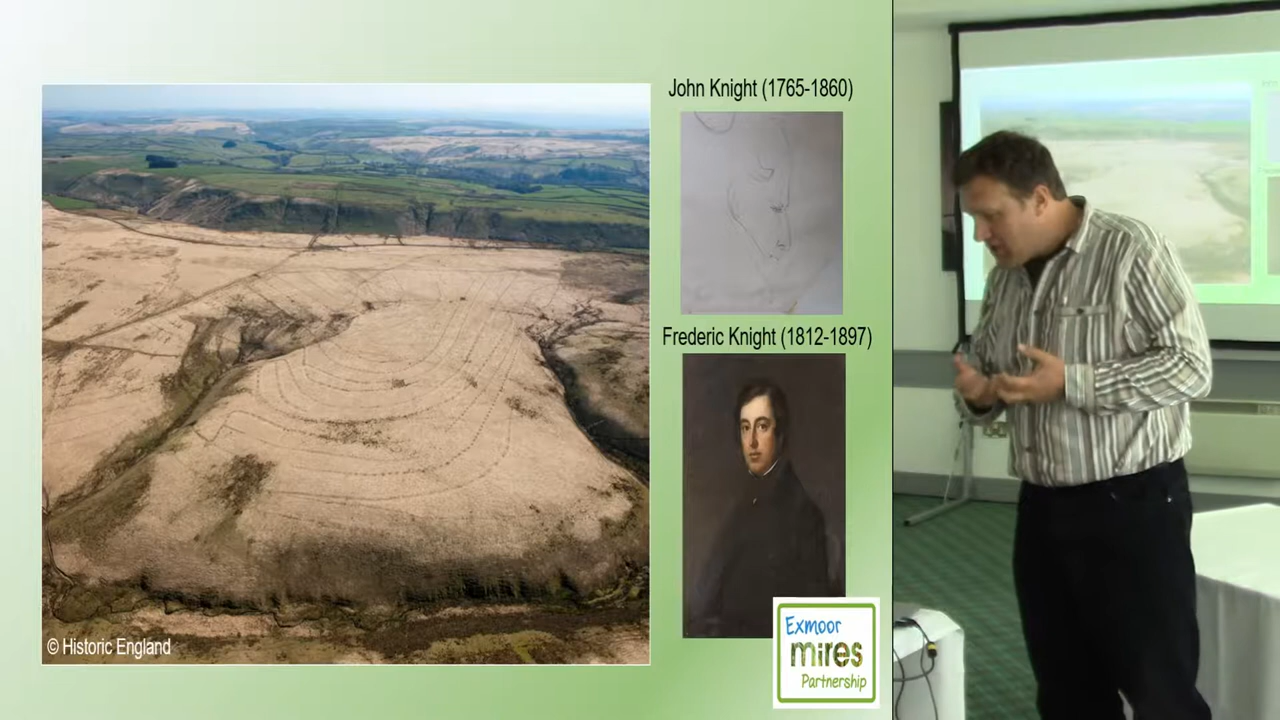 John Knight (1765-1860)
Frederic Knight (1812-1897)
© Historic England
Exmoor
mires
Partnership